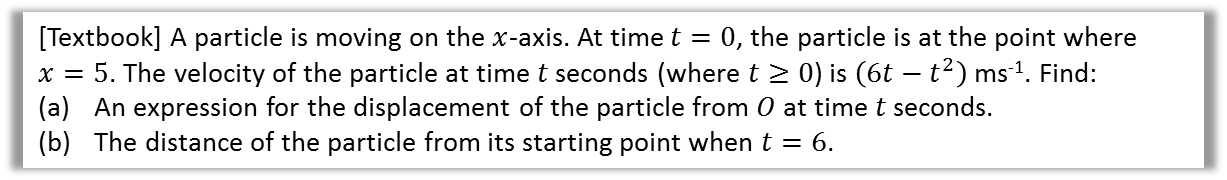 [Textbook] A particle is moving on the x-axis. At time t = 0, the particle is at the point where
x = 5. The velocity of the particle at time t seconds (where t ≥ 0) is (6t − t²) ms⁻¹. Find:
(a) An expression for the displacement of the particle from O at time t seconds.
(b) The distance of the particle from its starting point when t = 6.